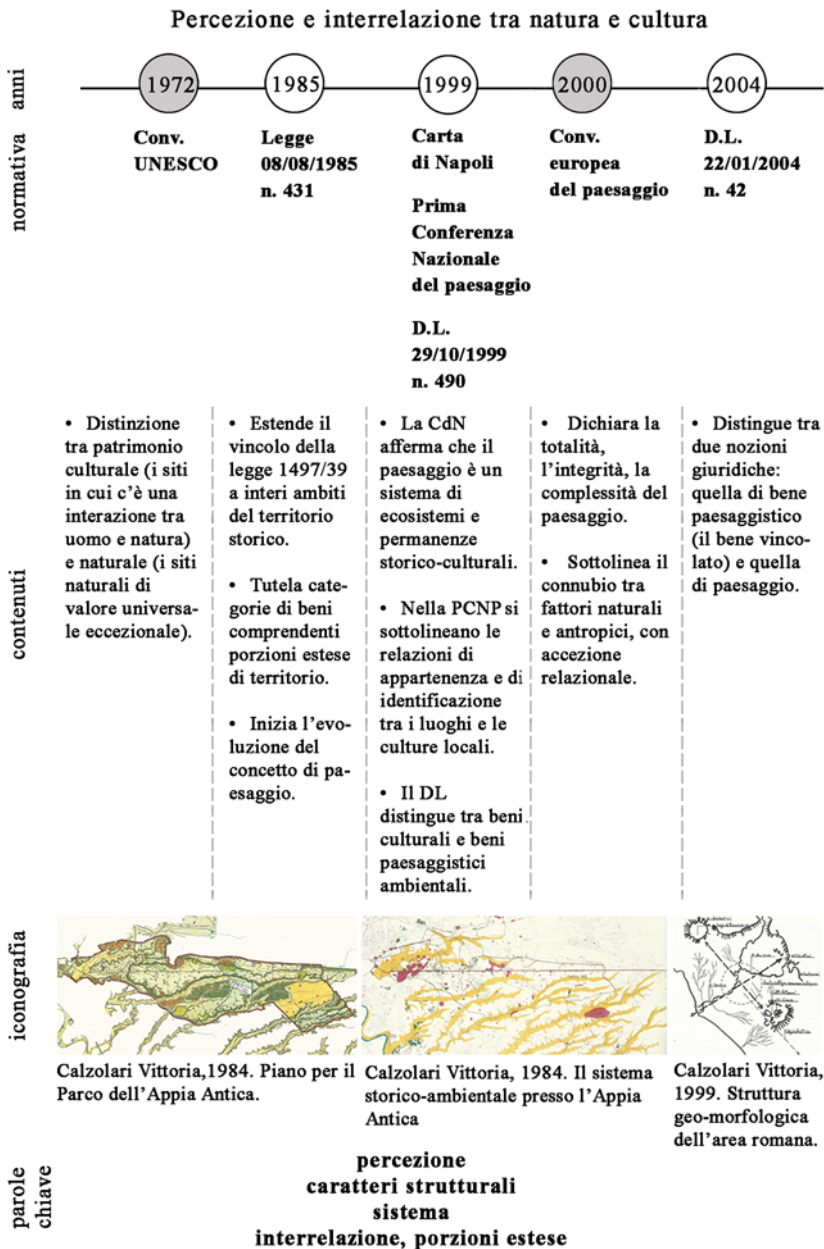 Percezione e interrelazione tra natura e cultura
anni
1972
1985
1999
2000
2004
normativa
Conv.
UNESCO
Legge
08/08/1985
n. 431
Carta
di Napoli
Prima
Conferenza
Nazionale
del paesaggio
D.L.
29/10/1999
n. 490
Conv.
europea
del paesaggio
D.L.
22/01/2004
n. 42
contenuti
• Distinzione
tra patrimonio
culturale (i siti
in cui c'è una
interazione tra
uomo e natura)
e naturale (i siti
naturali di
valore universa-
le eccezionale).
• Estende il
vincolo della
legge 1497/39
a interi ambiti
del territorio
storico.
• Tutela cate-
gorie di beni
comprendenti
porzioni estese
di territorio.
• Inizia l'evo-
luzione del
concetto di pa-
esaggio.
• La CdN
afferma che il
paesaggio è un
sistema di
ecosistemi e
permanenze
storico-culturali.
• Nella PCNP si
sottolineano le
relazioni di
appartenenza e di
identificazione
tra i luoghi e le
culture locali.
• Il DL
distingue tra beni
culturali e beni
paesaggistici
ambientali.
• Dichiara la
totalità,
l'integrità, la
complessità del
paesaggio.
• Sottolinea il
connubio tra
fattori naturali
e antropici, con
accezione
relazionale.
• Distingue tra
due nozioni
giuridiche:
quella di bene
paesaggistico
(il bene vinco-
lato) e quella
di paesaggio.
iconografia
Calzolari Vittoria,1984. Piano per il
Parco dell'Appia Antica.
Calzolari Vittoria, 1984. Il sistema
storico-ambientale presso l'Appia
Antica
Calzolari Vittoria,
1999. Struttura
geo-morfologica
dell'area romana.
parole
chiave
percezione
caratteri strutturali
sistema
interrelazione, porzioni estese